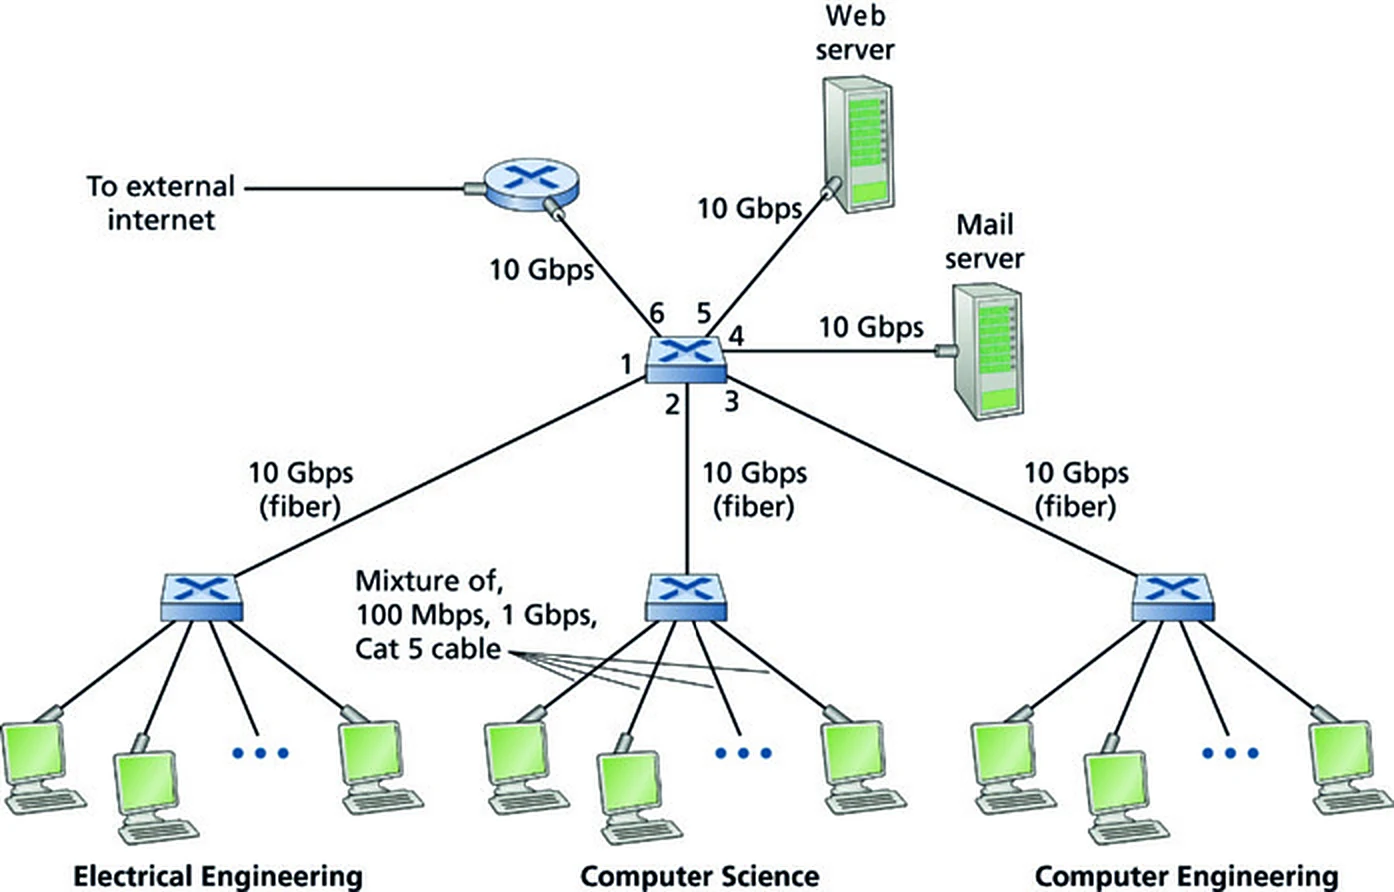 Web
server
To external
internet
10 Gbps
Mail
server
10 Gbps
10 Gbps
6
5
4
1
2
3
10 Gbps
(fiber)
10 Gbps
(fiber)
10 Gbps
(fiber)
Mixture of,
100 Mbps, 1 Gbps,
Cat 5 cable
Electrical Engineering
Computer Science
Computer Engineering